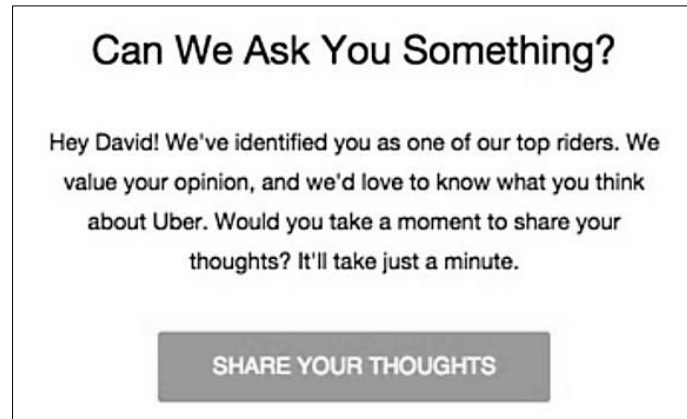 Can We Ask You Something?
Hey David! We've identified you as one of our top riders. We
value your opinion, and we'd love to know what you think
about Uber. Would you take a moment to share your
thoughts? It'll take just a minute.
SHARE YOUR THOUGHTS